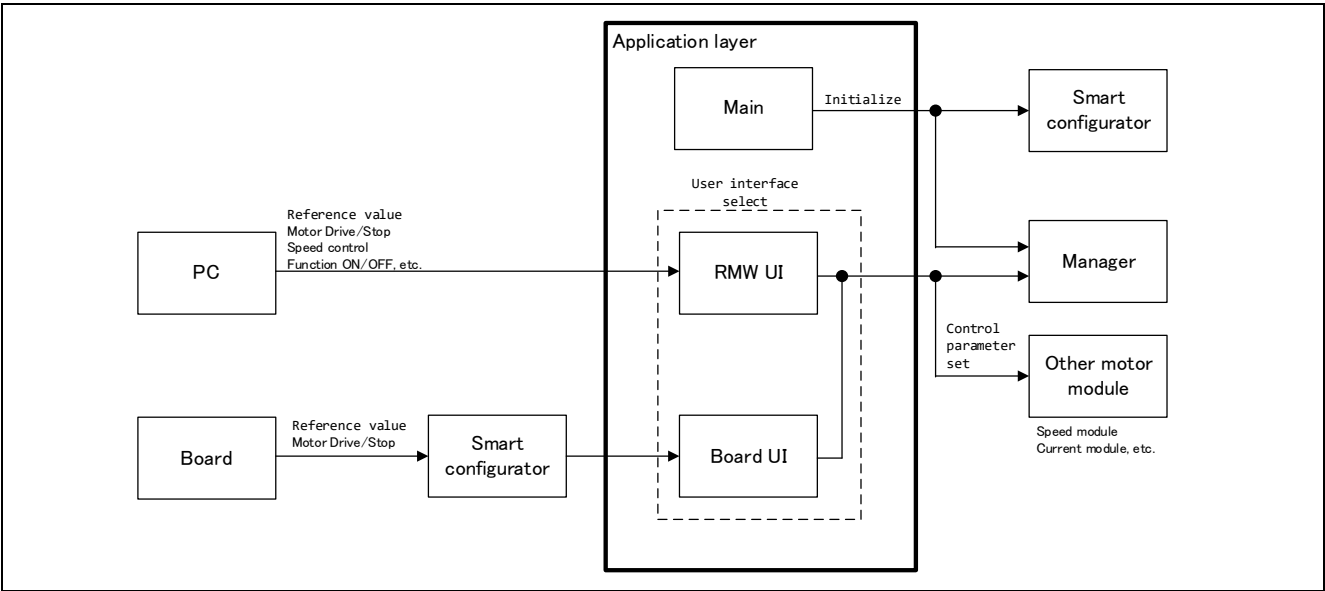 Application layer
Main
Initialize
Smart
configurator
User interface
select
Reference value
Motor Drive/Stop
Speed control
Function ON/OFF, etc.
PC
RMW UI
Manager
Control
parameter
set
Other motor
module
Speed module
Current module, etc.
Reference value
Motor Drive/Stop
Board
Smart
configurator
Board UI